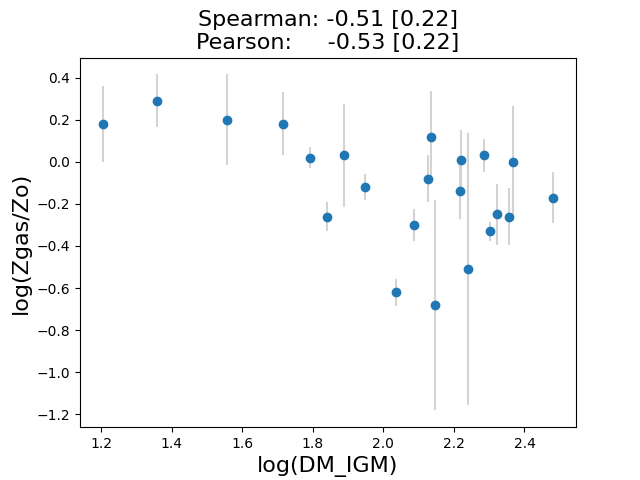 Spearman: -0.51 [0.22]
Pearson: -0.53 [0.22]
0.4
0.2
0.0
−0.2
−0.4
−0.6
−0.8
−1.0
−1.2
log(Zgas/Zo)
1.2 1.4 1.6 1.8 2.0 2.2 2.4
log(DM_IGM)